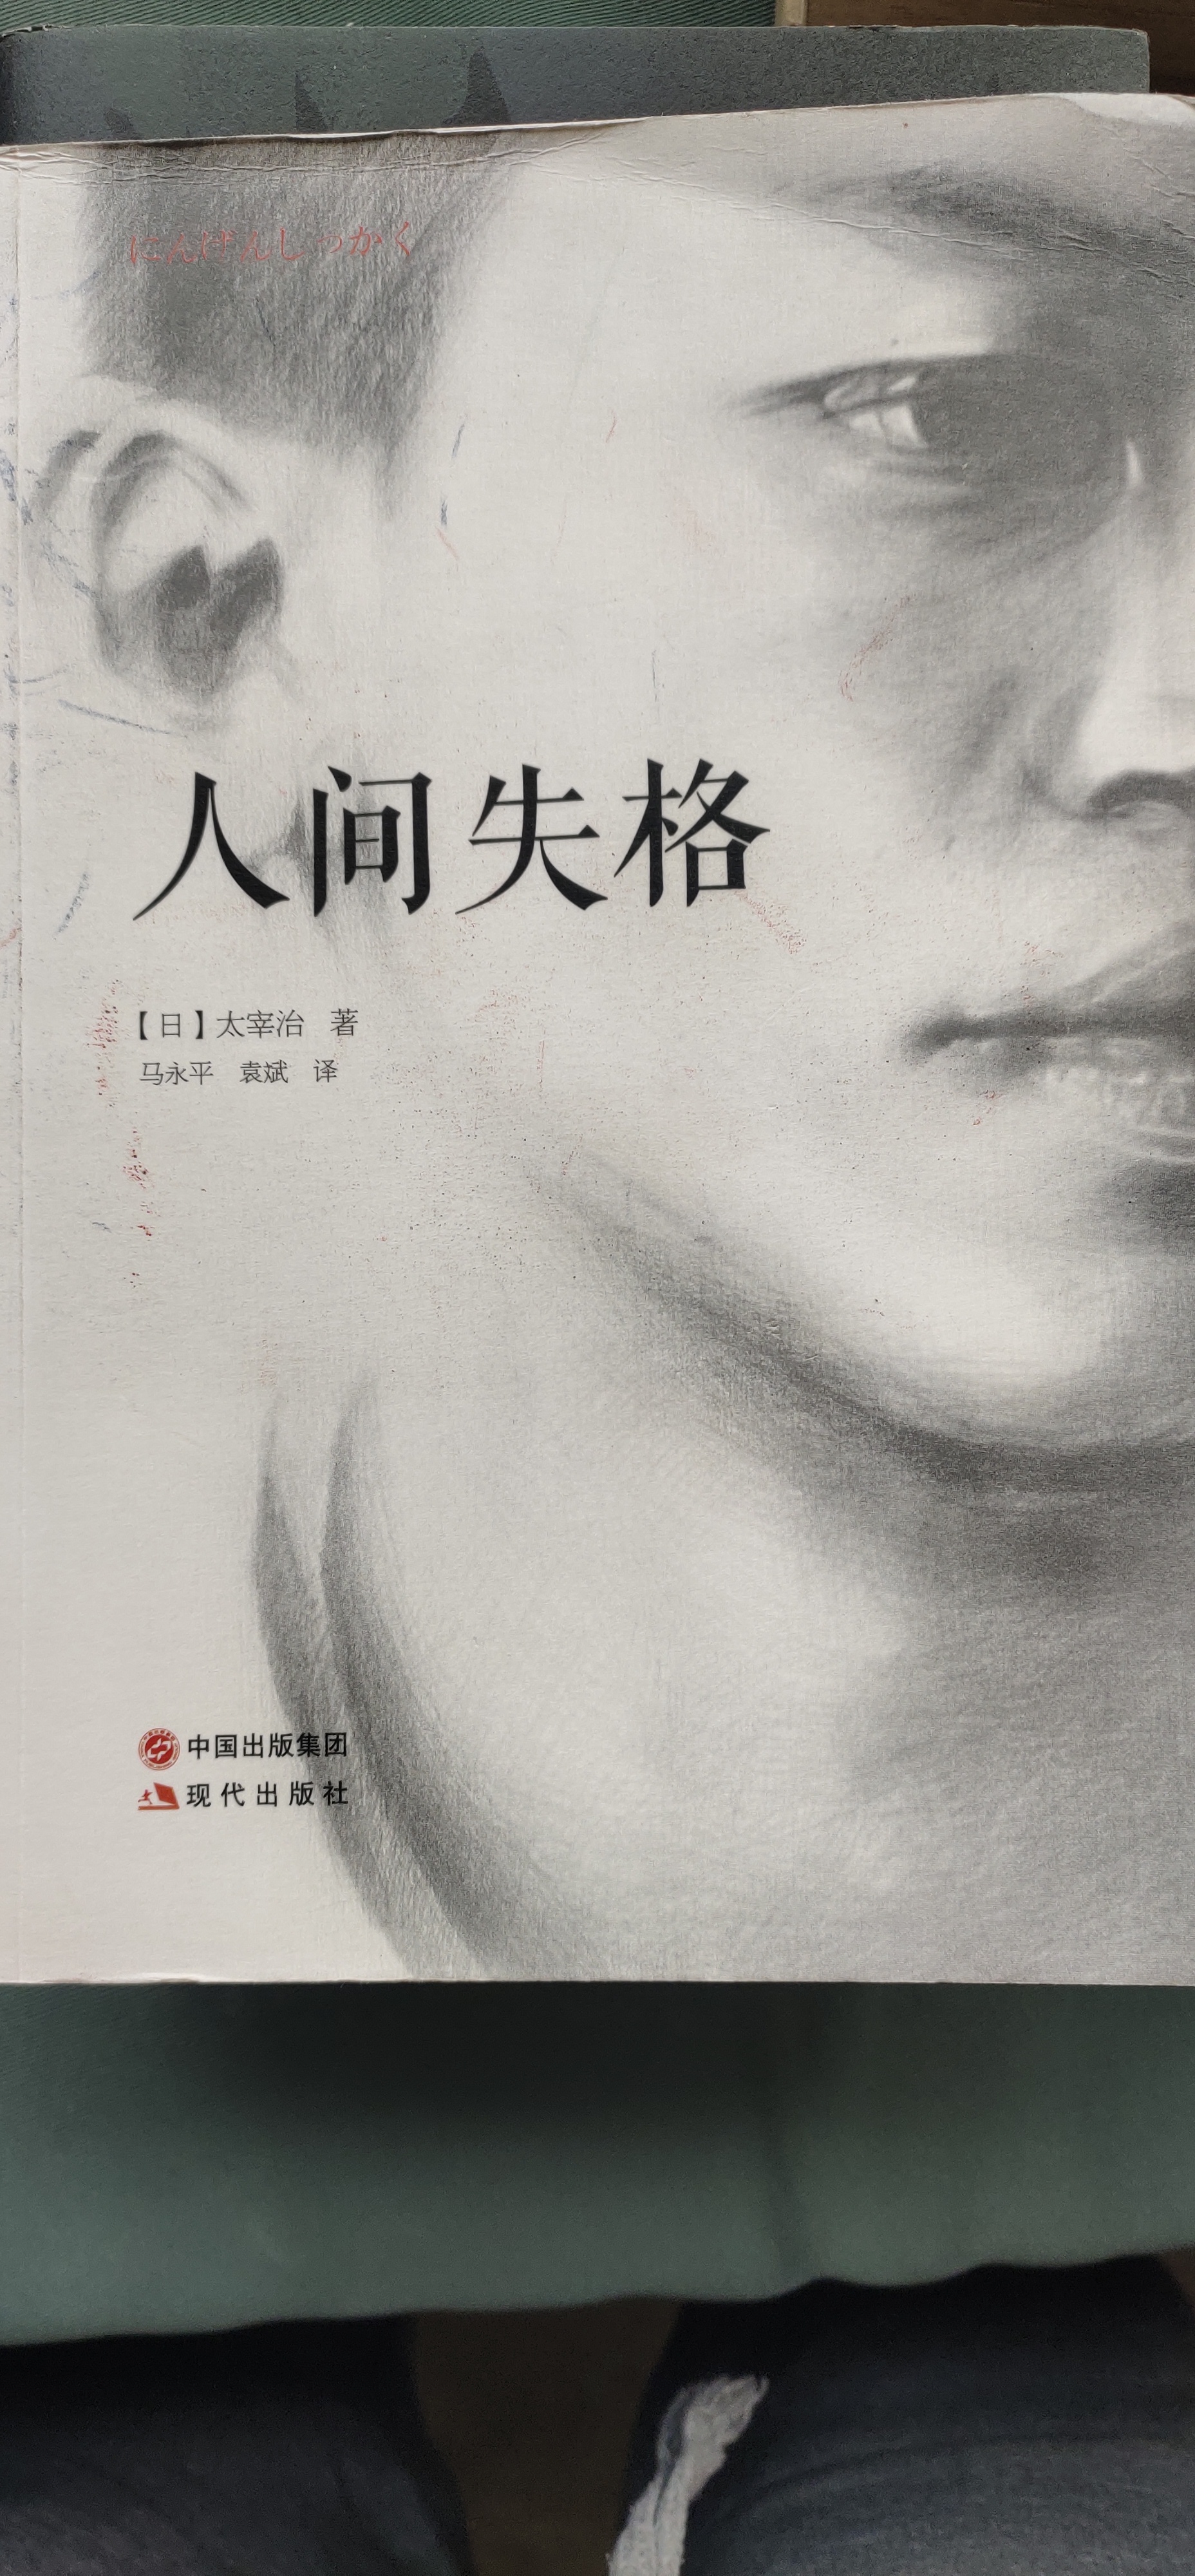 にんげんしっかく
人间失格
【日】太宰治 著
马永平 袁斌 译
中国出版集团
现代出版社